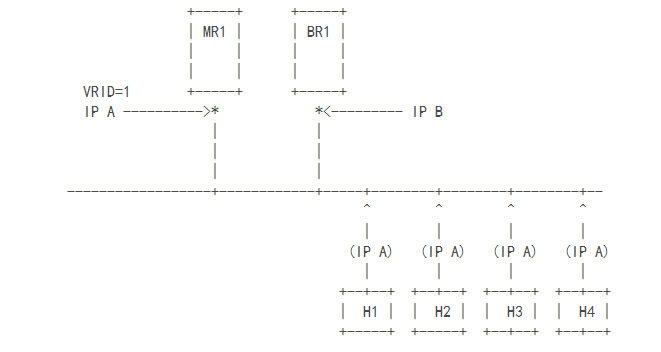 MR1 BR1
VRID=1
IP A IP B
(IP A) (IP A) (IP A) (IP A)
H1 H2 H3 H4